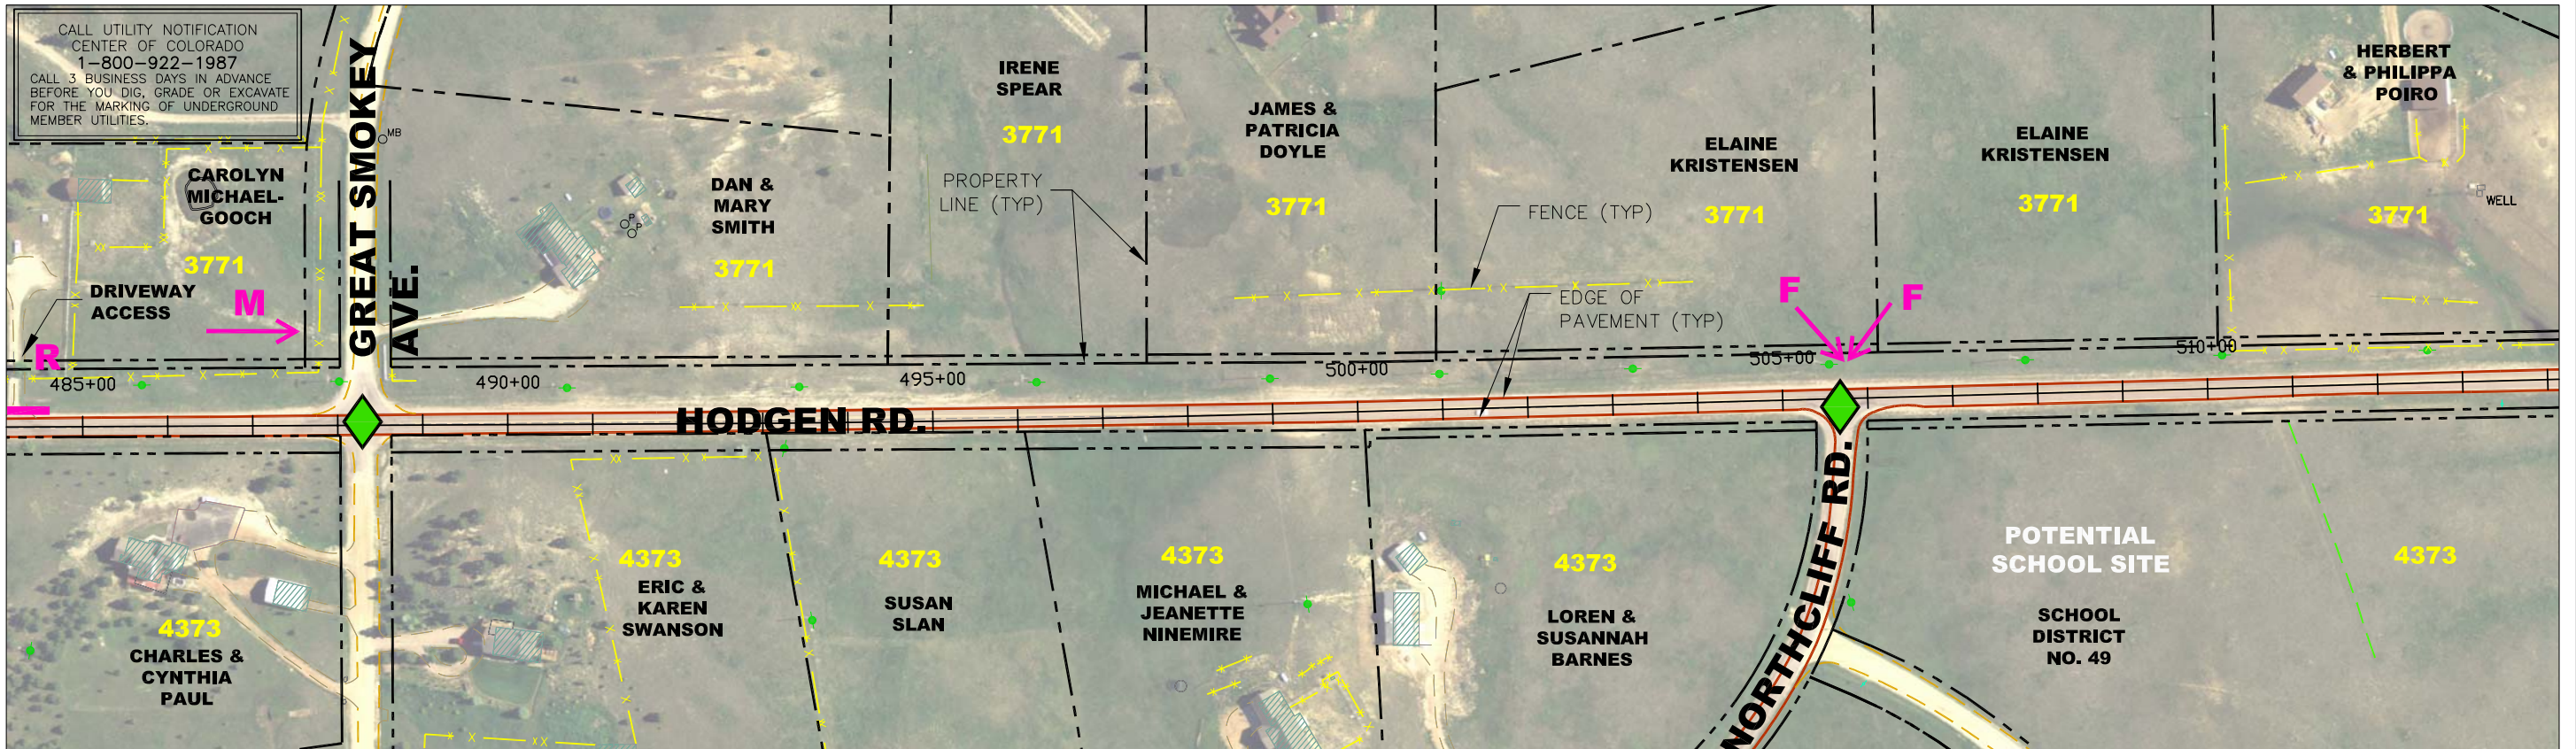 CALL UTILITY NOTIFICATION
CENTER OF COLORADO
1-800-922-1987
CALL 3 BUSINESS DAYS IN ADVANCE
BEFORE YOU DIG, GRADE OR EXCAVATE
FOR THE MARKING OF UNDERGROUND
MEMBER UTILITIES.
GREAT SMOKEY
AVE.
MB
CAROLYN
MICHAEL-
GOOCH
3771
DRIVEWAY
ACCESS
M
R
DAN &
MARY
SMITH
3771
P
P
IRENE
SPEAR
3771
PROPERTY
LINE (TYP)
JAMES &
PATRICIA
DOYLE
3771
FENCE (TYP)
EDGE OF
PAVEMENT (TYP)
ELAINE
KRISTENSEN
3771
F
F
ELAINE
KRISTENSEN
3771
HERBERT
& PHILIPPA
POIRO
3771
WELL
485+00
490+00
495+00
500+00
505+00
510+00
HODGEN RD.
4373
CHARLES &
CYNTHIA
PAUL
4373
ERIC &
KAREN
SWANSON
4373
SUSAN
SLAN
4373
MICHAEL &
JEANETTE
NINEMIRE
4373
LOREN &
SUSANNAH
BARNES
NORTHCLIFF RD.
POTENTIAL
SCHOOL SITE
SCHOOL
DISTRICT
NO. 49
4373